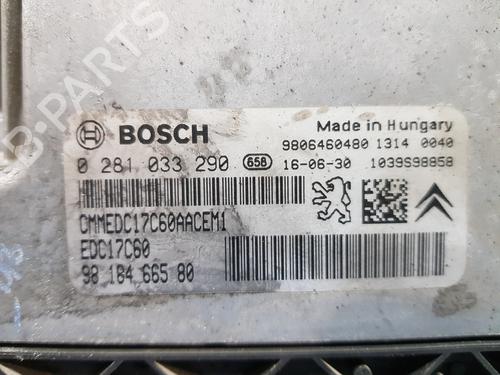 BOSCH
Made in Hungary
9806460480 1314 0040
0 281 033 290 658 16-06-30 1039S98858
CMMEDC17C60AACEM1
EDC17C60
98 184 665 80
B-PARTS